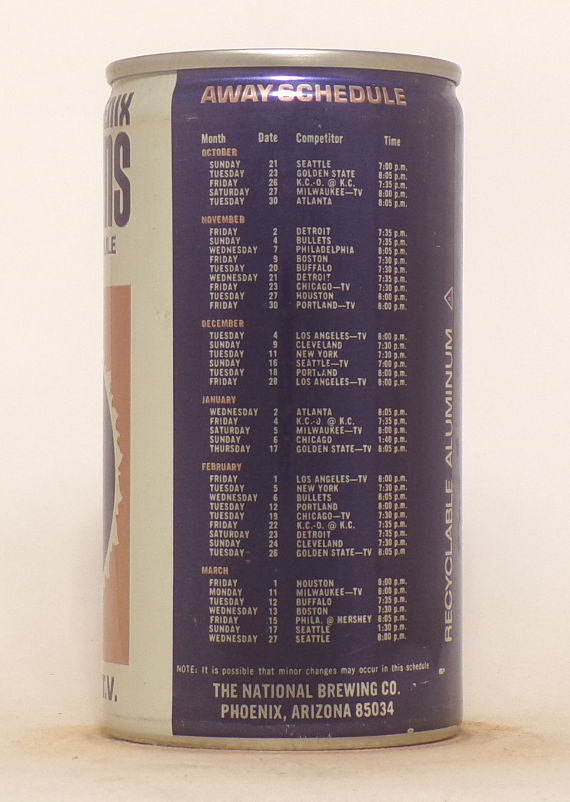 AWAY SCHEDULE
Month Date Competitor Time
OCTOBER
SUNDAY 21 SEATTLE 7:00 p.m.
TUESDAY 23 GOLDEN STATE 8:05 p.m.
FRIDAY 26 K.C.-O. @ K.C. 7:35 p.m.
SATURDAY 27 MILWAUKEE—TV 8:00 p.m.
TUESDAY 30 ATLANTA 8:05 p.m.
NOVEMBER
FRIDAY 2 DETROIT 7:35 p.m.
SUNDAY 4 BULLETS 7:35 p.m.
WEDNESDAY 7 PHILADELPHIA 8:05 p.m.
FRIDAY 9 BOSTON 7:30 p.m.
TUESDAY 20 BUFFALO 7:30 p.m.
WEDNESDAY 21 DETROIT 7:35 p.m.
FRIDAY 23 CHICAGO—TV 7:30 p.m.
TUESDAY 27 HOUSTON 8:00 p.m.
FRIDAY 30 PORTLAND—TV 8:00 p.m.
DECEMBER
TUESDAY 4 LOS ANGELES—TV 8:00 p.m.
SUNDAY 9 CLEVELAND 7:30 p.m.
TUESDAY 11 NEW YORK 7:30 p.m.
SUNDAY 16 SEATTLE—TV 7:00 p.m.
TUESDAY 18 PORTLAND 8:00 p.m.
FRIDAY 28 LOS ANGELES—TV 8:00 p.m.
JANUARY
WEDNESDAY 2 ATLANTA 8:05 p.m.
FRIDAY 4 K.C.-O. @ K.C. 7:35 p.m.
SATURDAY 5 MILWAUKEE—TV 8:00 p.m.
SUNDAY 6 CHICAGO 1:40 p.m.
THURSDAY 17 GOLDEN STATE—TV 8:05 p.m.
FEBRUARY
FRIDAY 1 LOS ANGELES—TV 8:00 p.m.
TUESDAY 5 NEW YORK 7:30 p.m.
WEDNESDAY 6 BULLETS 8:05 p.m.
TUESDAY 12 PORTLAND 8:00 p.m.
TUESDAY 19 CHICAGO—TV 7:30 p.m.
FRIDAY 22 K.C.-O. @ K.C. 7:35 p.m.
SATURDAY 23 DETROIT 7:35 p.m.
SUNDAY 24 CLEVELAND 7:30 p.m.
TUESDAY 26 GOLDEN STATE—TV 8:05 p.m.
MARCH
FRIDAY 1 HOUSTON 8:00 p.m.
MONDAY 11 MILWAUKEE—TV 8:00 p.m.
TUESDAY 12 BUFFALO 7:35 p.m.
WEDNESDAY 13 BOSTON 7:30 p.m.
FRIDAY 15 PHILA. @ HERSHEY 8:05 p.m.
SUNDAY 17 SEATTLE 1:30 p.m.
WEDNESDAY 27 SEATTLE 8:00 p.m.
NOTE: It is possible that minor changes may occur in this schedule
THE NATIONAL BREWING CO.
PHOENIX, ARIZONA 85034
RECYCLABLE ALUMINUM